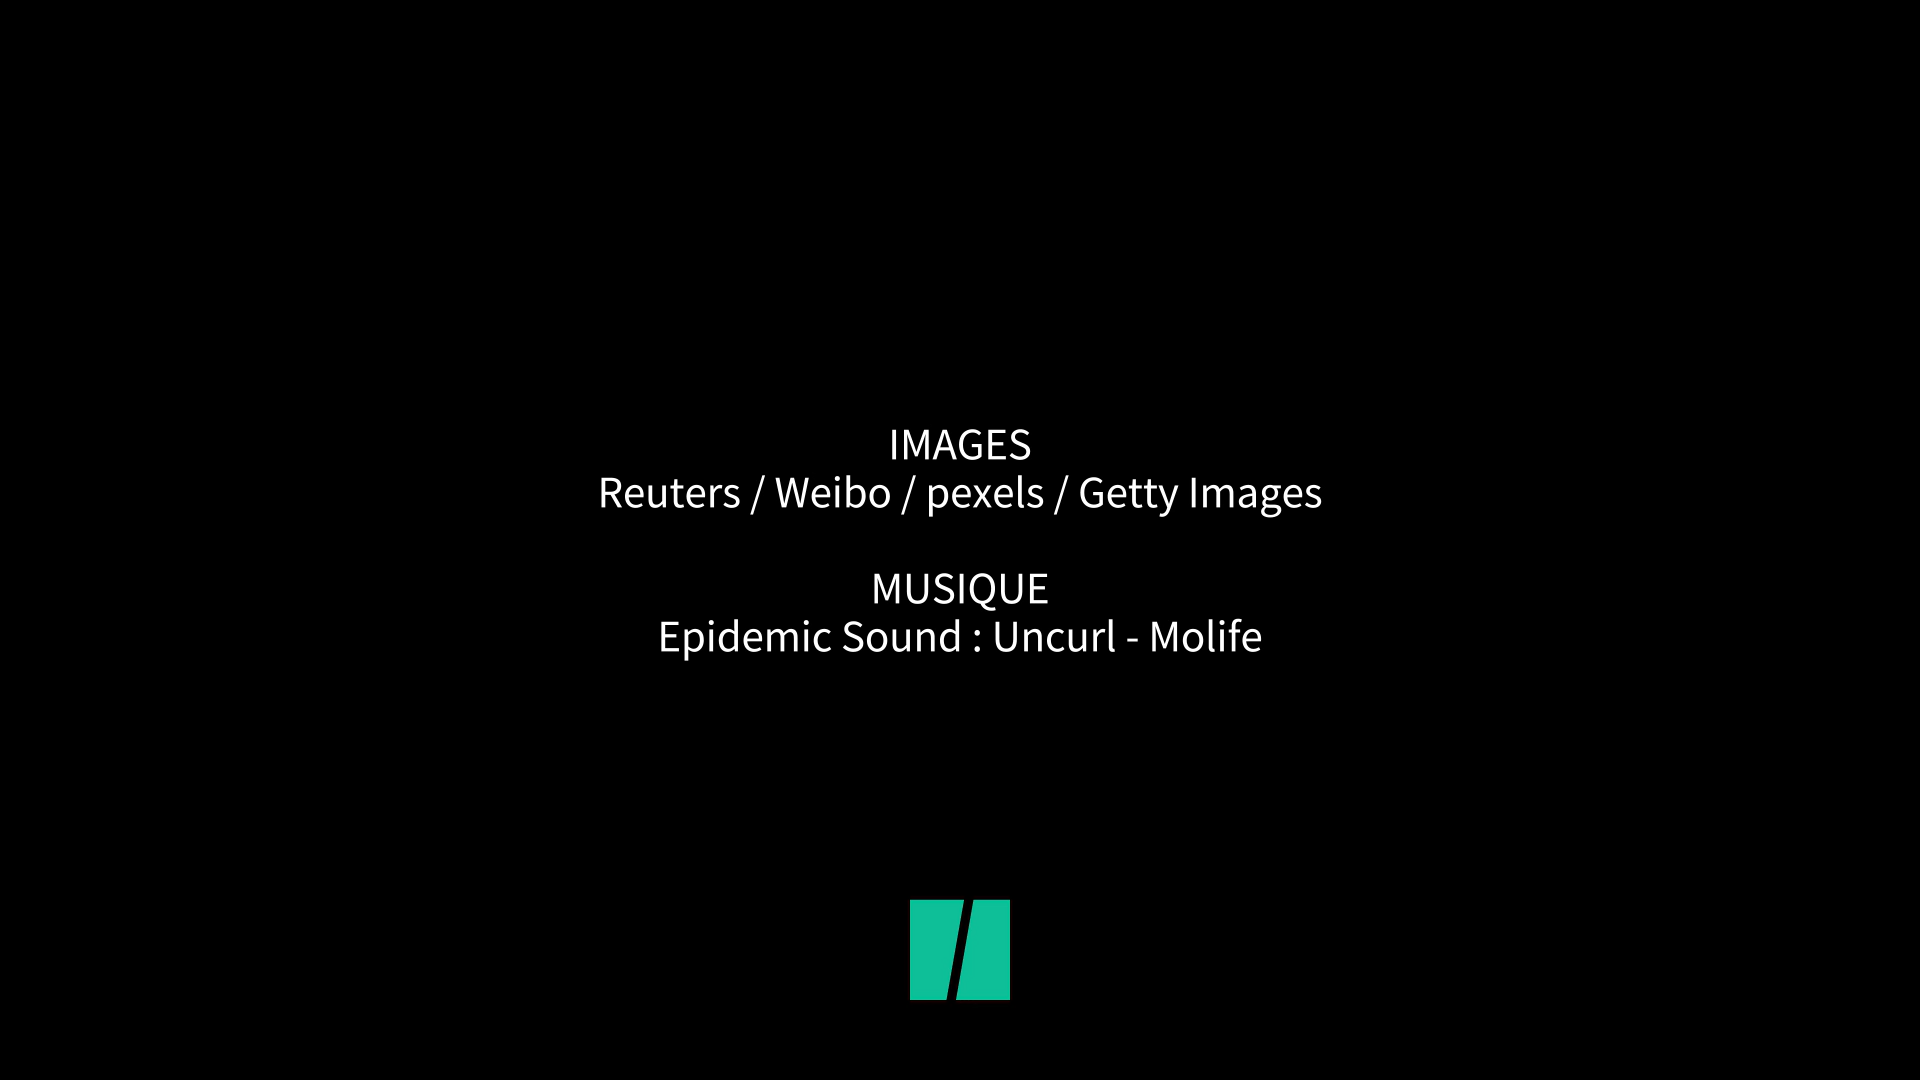 IMAGES
Reuters / Weibo / pexels / Getty Images
MUSIQUE
Epidemic Sound : Uncurl - Molife